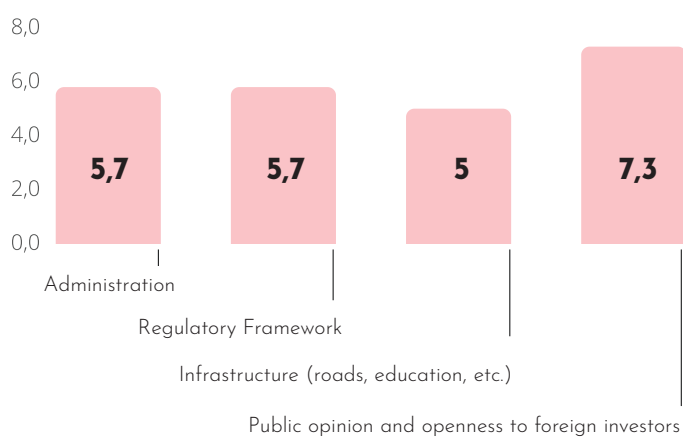 8,0
6,0
4,0
2,0
0,0
5,7
5,7
5
7,3
Administration
Regulatory Framework
Infrastructure (roads, education, etc.)
Public opinion and openness to foreign investors